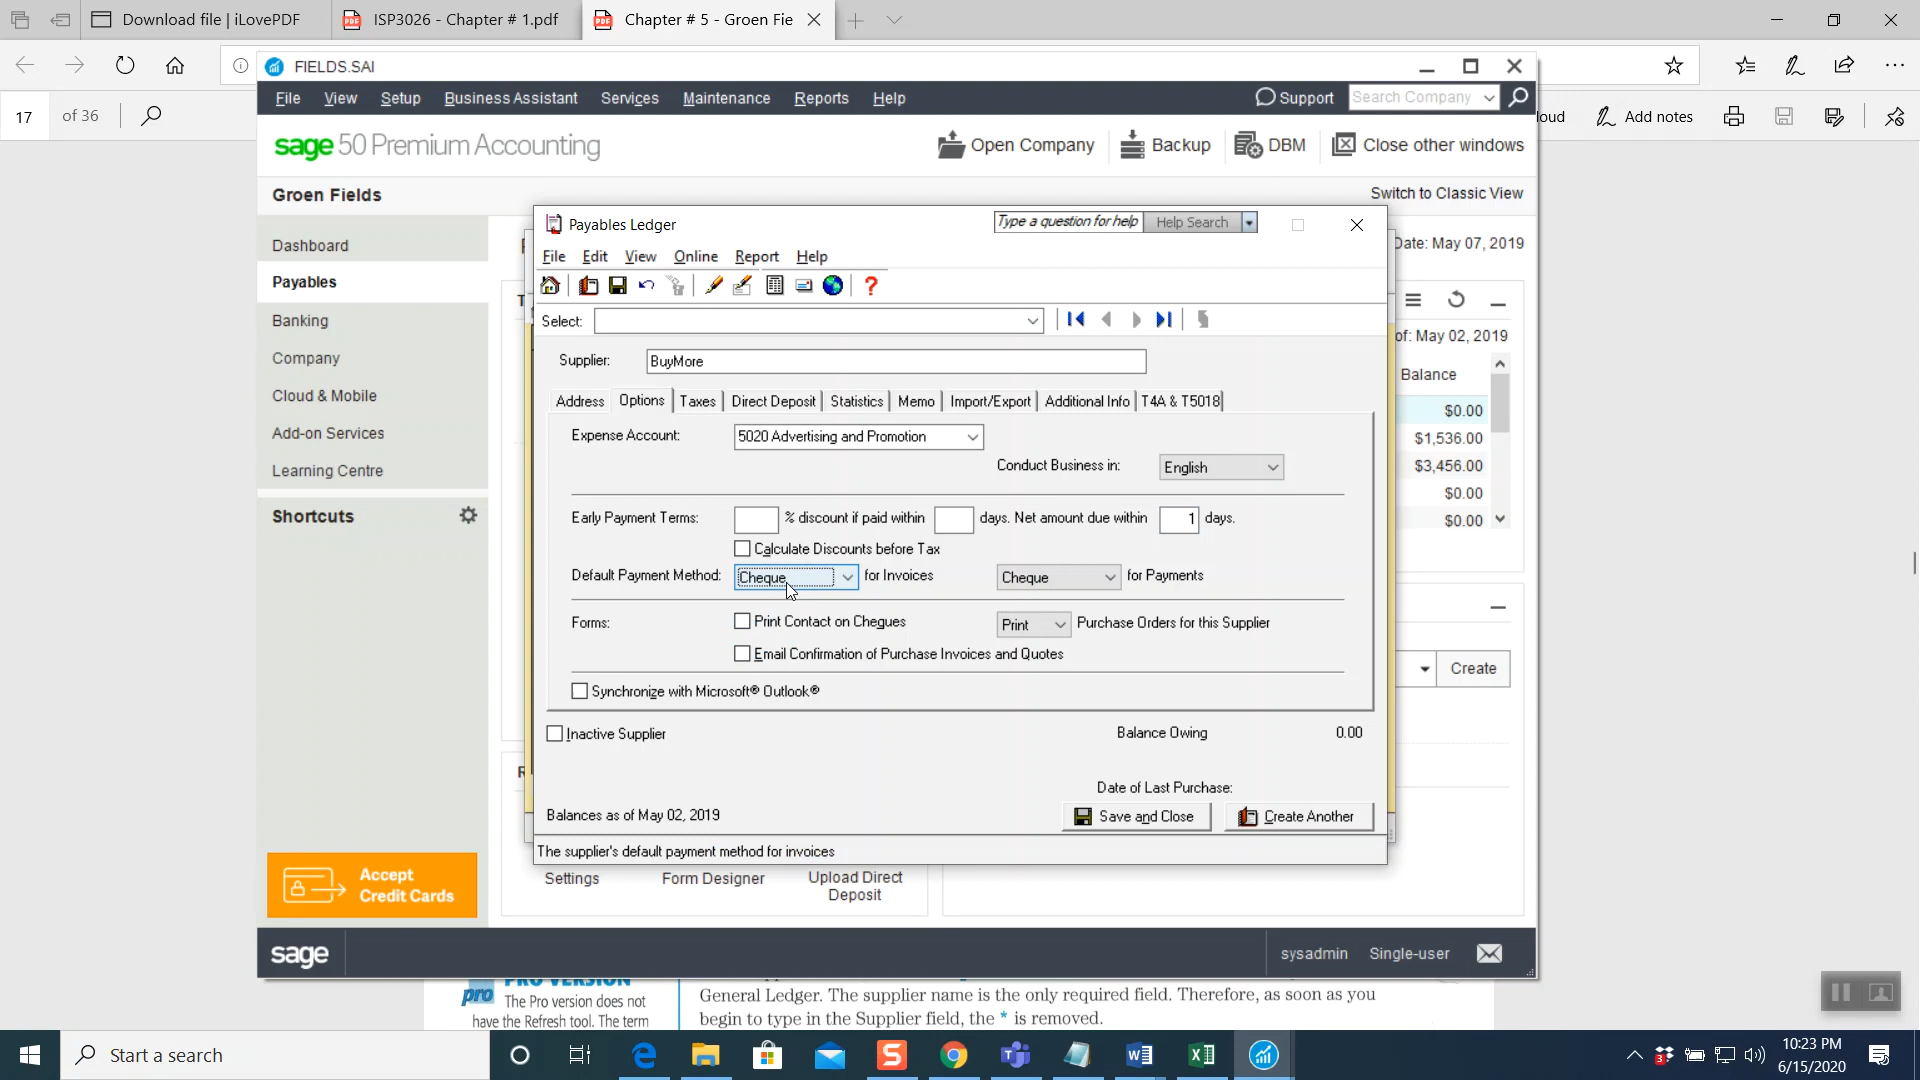 Download file | iLovePDF
ISP3026 - Chapter # 1.pdf
Chapter # 5 - Groen Fie
17 of 36
Add notes
FIELDS.SAI
File View Setup Business Assistant Services Maintenance Reports Help
Support
Search Company
sage 50 Premium Accounting
Open Company
Backup
DBM
Close other windows
Groen Fields
Switch to Classic View
Dashboard
Payables
Banking
Company
Cloud & Mobile
Add-on Services
Learning Centre
Shortcuts
Accept
Credit Cards
Date: May 07, 2019
of: May 02, 2019
Balance
$0.00
$1,536.00
$3,456.00
$0.00
$0.00
Create
Payables Ledger
Type a question for help
Help Search
File Edit View Online Report Help
Select:
Supplier: BuyMore
Address Options Taxes Direct Deposit Statistics Memo Import/Export Additional Info T4A & T5018
Expense Account: 5020 Advertising and Promotion
Conduct Business in: English
Early Payment Terms: % discount if paid within days. Net amount due within 1 days.
Calculate Discounts before Tax
Default Payment Method: Cheque for Invoices Cheque for Payments
Forms: Print Contact on Cheques Print Purchase Orders for this Supplier
Email Confirmation of Purchase Invoices and Quotes
Synchronize with Microsoft® Outlook®
Inactive Supplier
Balance Owing 0.00
Date of Last Purchase:
Balances as of May 02, 2019
Save and Close
Create Another
The supplier's default payment method for invoices
Settings
Form Designer
Upload Direct
Deposit
sage
sysadmin Single-user
pro
PRO VERSION
The Pro version does not
have the Refresh tool. The term
General Ledger. The supplier name is the only required field. Therefore, as soon as you
begin to type in the Supplier field, the * is removed.
Start a search
10:23 PM
6/15/2020